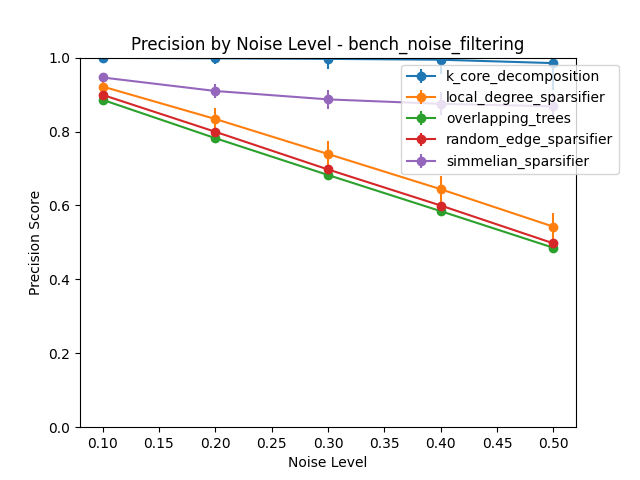 Precision by Noise Level - bench_noise_filtering
1.0
0.8
0.6
0.4
0.2
0.0
Precision Score
k_core_decomposition
local_degree_sparsifier
overlapping_trees
random_edge_sparsifier
simmelian_sparsifier
0.10 0.15 0.20 0.25 0.30 0.35 0.40 0.45 0.50
Noise Level